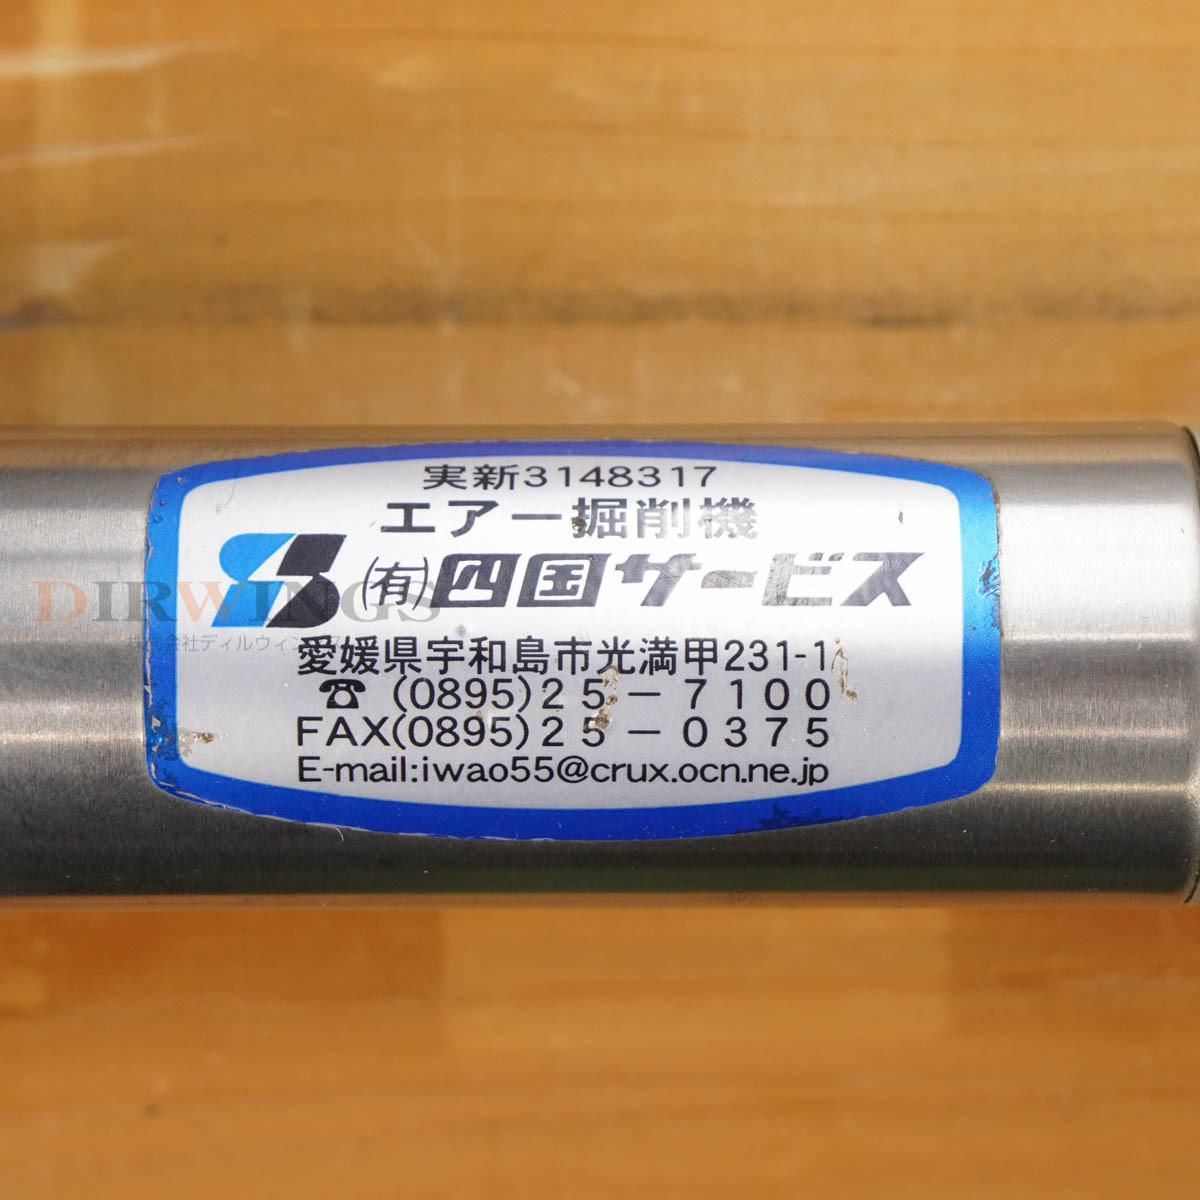 実新3148317
エアー掘削機
(有)四国サービス
DIRWINGS
株式会社ディルウィングス
愛媛県宇和島市光満甲231-1
☎ (0895)25-7100
FAX(0895)25-0375
E-mail:iwao55@crux.ocn.ne.jp